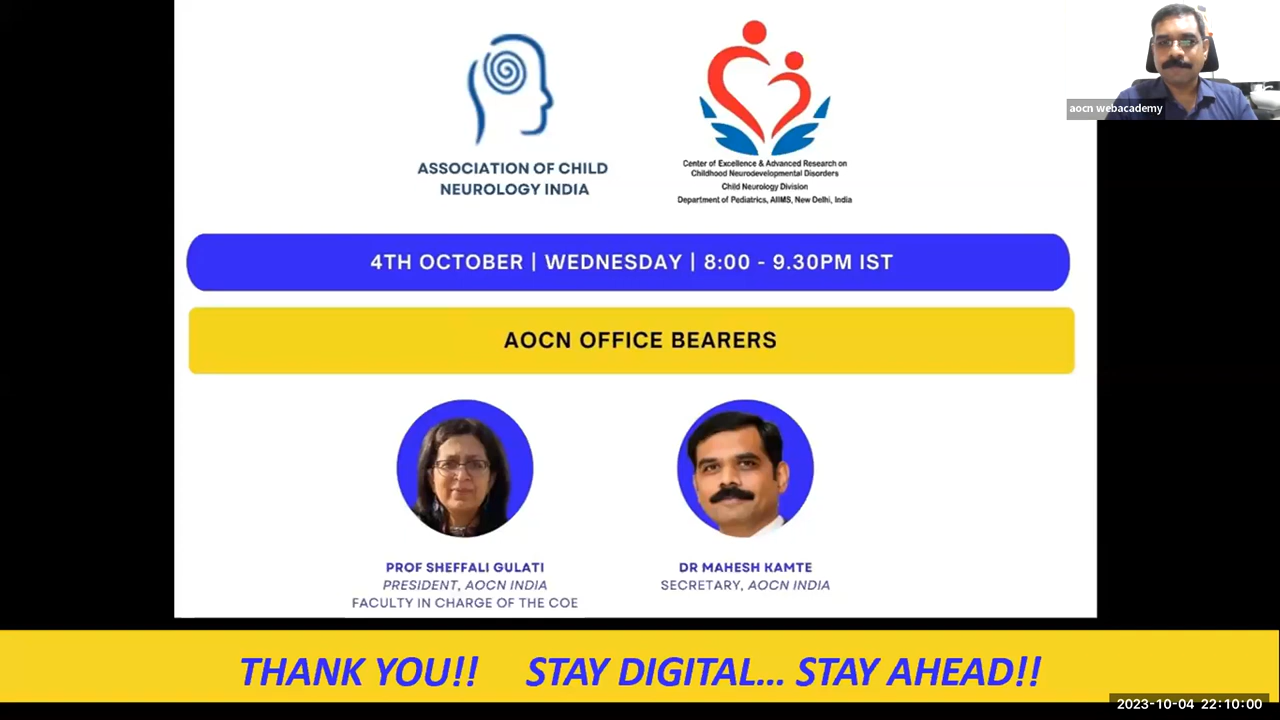 aocn webacademy
ASSOCIATION OF CHILD
NEUROLOGY INDIA
Center of Excellence & Advanced Research on
Childhood Neurodevelopmental Disorders
Child Neurology Division
Department of Pediatrics, AIIMS, New Delhi, India
4TH OCTOBER | WEDNESDAY | 8:00 - 9.30PM IST
AOCN OFFICE BEARERS
PROF SHEFFALI GULATI
PRESIDENT, AOCN INDIA
FACULTY IN CHARGE OF THE COE
DR MAHESH KAMTE
SECRETARY, AOCN INDIA
THANK YOU!! STAY DIGITAL... STAY AHEAD!!
2023-10-04 22:10:00